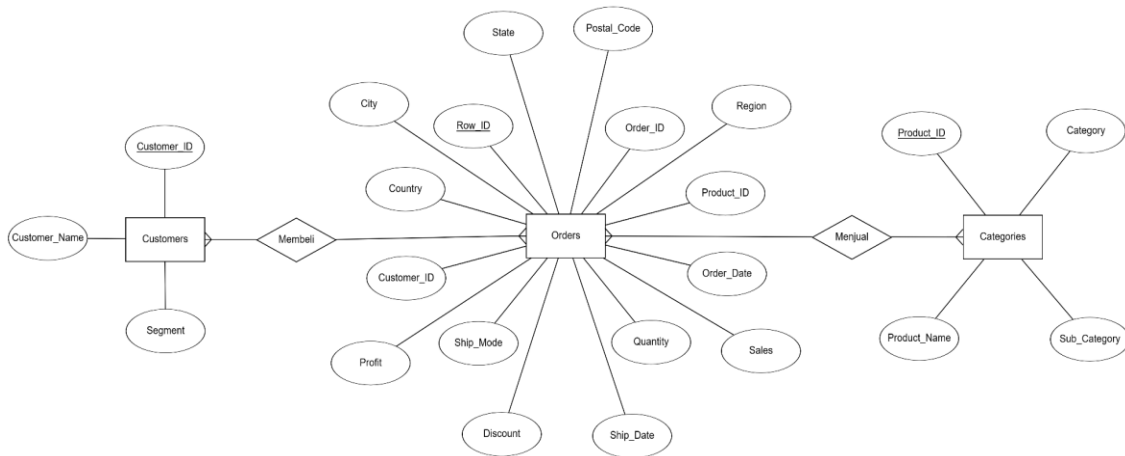 State
Postal_Code
City
Row_ID
Order_ID
Region
Customer_ID
Product_ID
Category
Country
Product_ID
Customer_Name
Customers
Membeli
Orders
Menjual
Categories
Customer_ID
Order_Date
Segment
Profit
Ship_Mode
Quantity
Sales
Product_Name
Sub_Category
Discount
Ship_Date